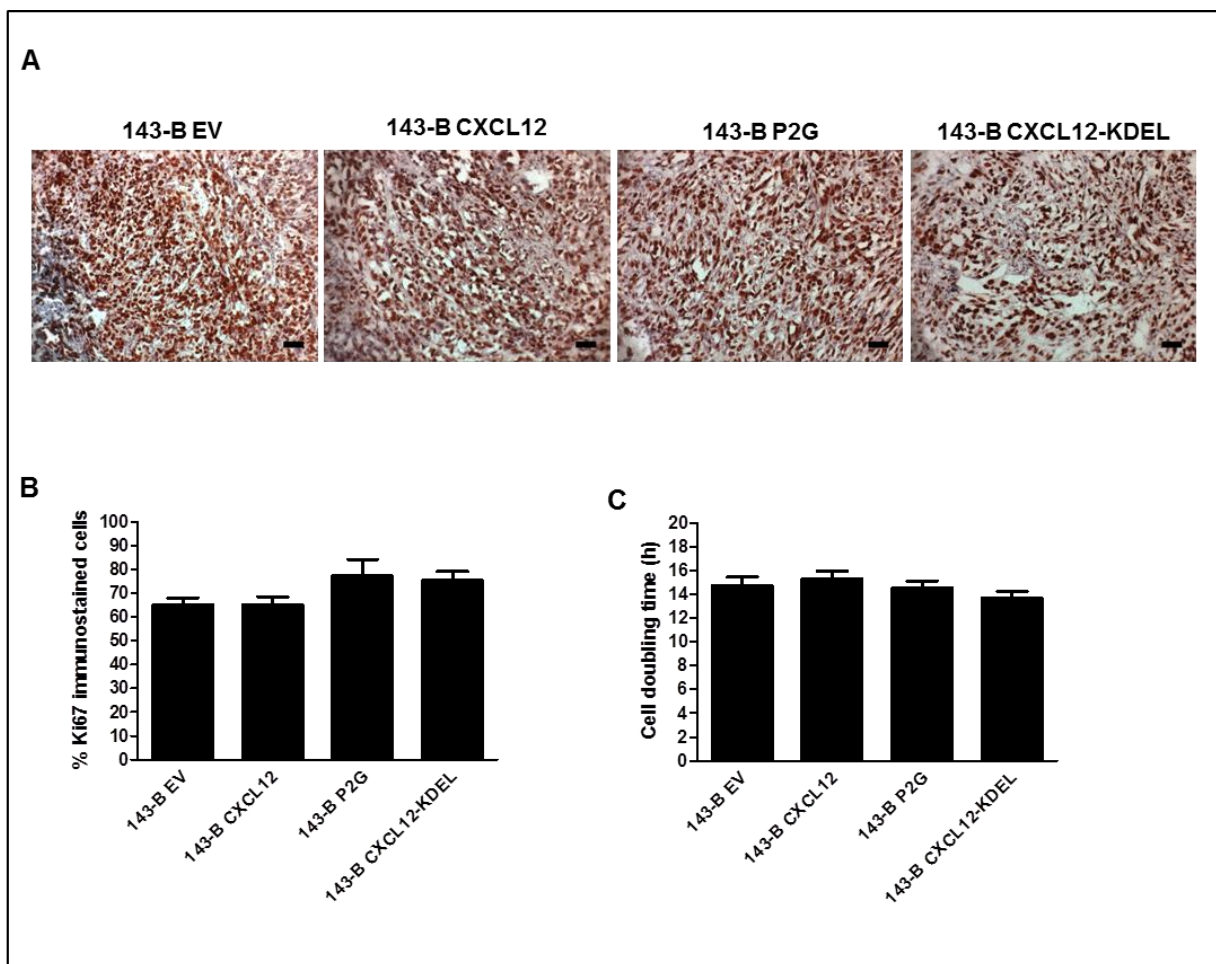 A
143-B EV
143-B CXCL12
143-B P2G
143-B CXCL12-KDEL
B
% Ki67 immunostained cells
100
90
80
70
60
50
40
30
20
10
0
143-B EV
143-B CXCL12
143-B P2G
143-B CXCL12-KDEL
C
Cell doubling time (h)
20
18
16
14
12
10
8
6
4
2
0
143-B EV
143-B CXCL12
143-B P2G
143-B CXCL12-KDEL